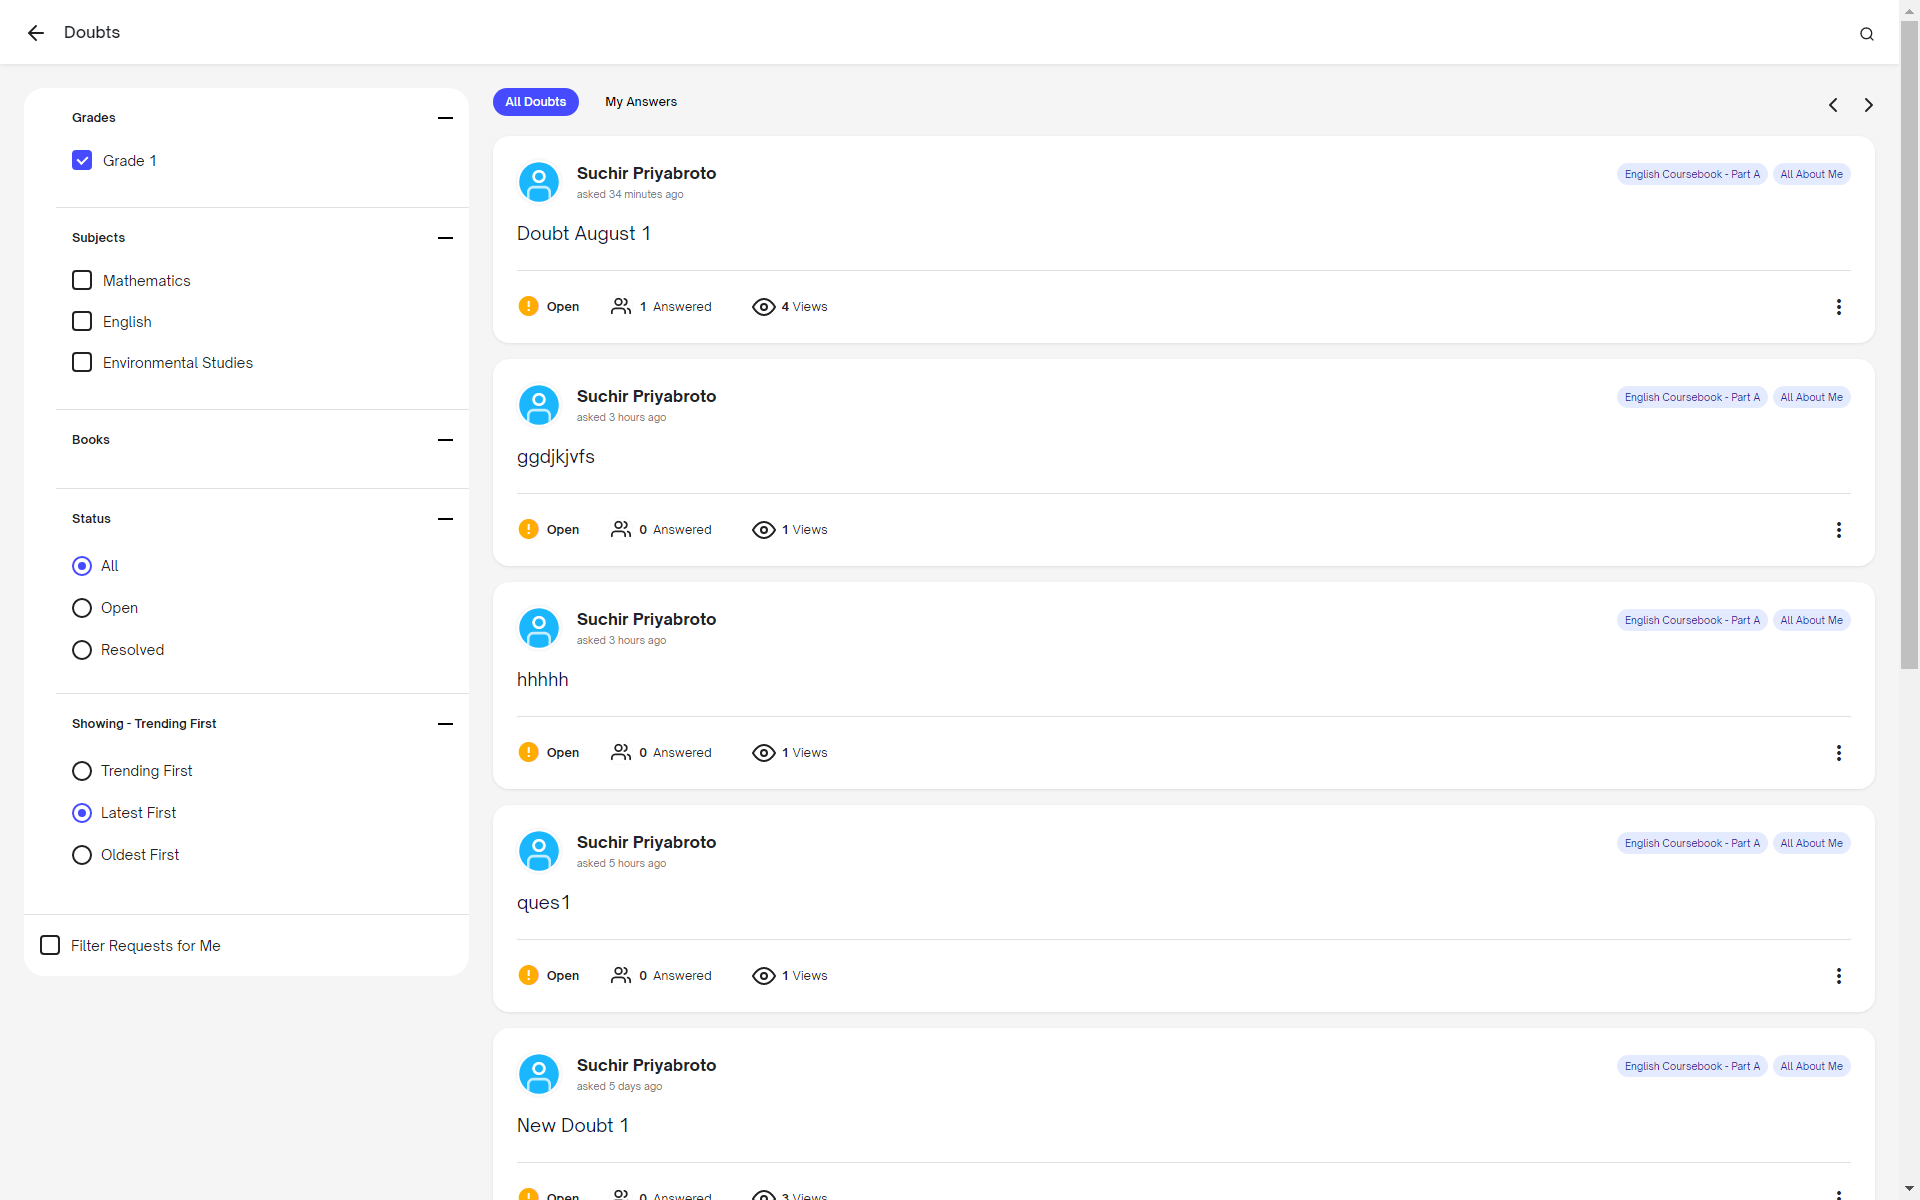 Doubts
Grades
Grade 1
Subjects
Mathematics
English
Environmental Studies
Books
Status
All
Open
Resolved
Showing - Trending First
Trending First
Latest First
Oldest First
Filter Requests for Me
All Doubts My Answers
Suchir Priyabroto
asked 34 minutes ago
English Coursebook - Part A All About Me
Doubt August 1
Open 1 Answered 4 Views
Suchir Priyabroto
asked 3 hours ago
English Coursebook - Part A All About Me
ggdjkjvfs
Open 0 Answered 1 Views
Suchir Priyabroto
asked 3 hours ago
English Coursebook - Part A All About Me
hhhhh
Open 0 Answered 1 Views
Suchir Priyabroto
asked 5 hours ago
English Coursebook - Part A All About Me
ques1
Open 0 Answered 1 Views
Suchir Priyabroto
asked 5 days ago
English Coursebook - Part A All About Me
New Doubt 1
Open 0 Answered 3 Views